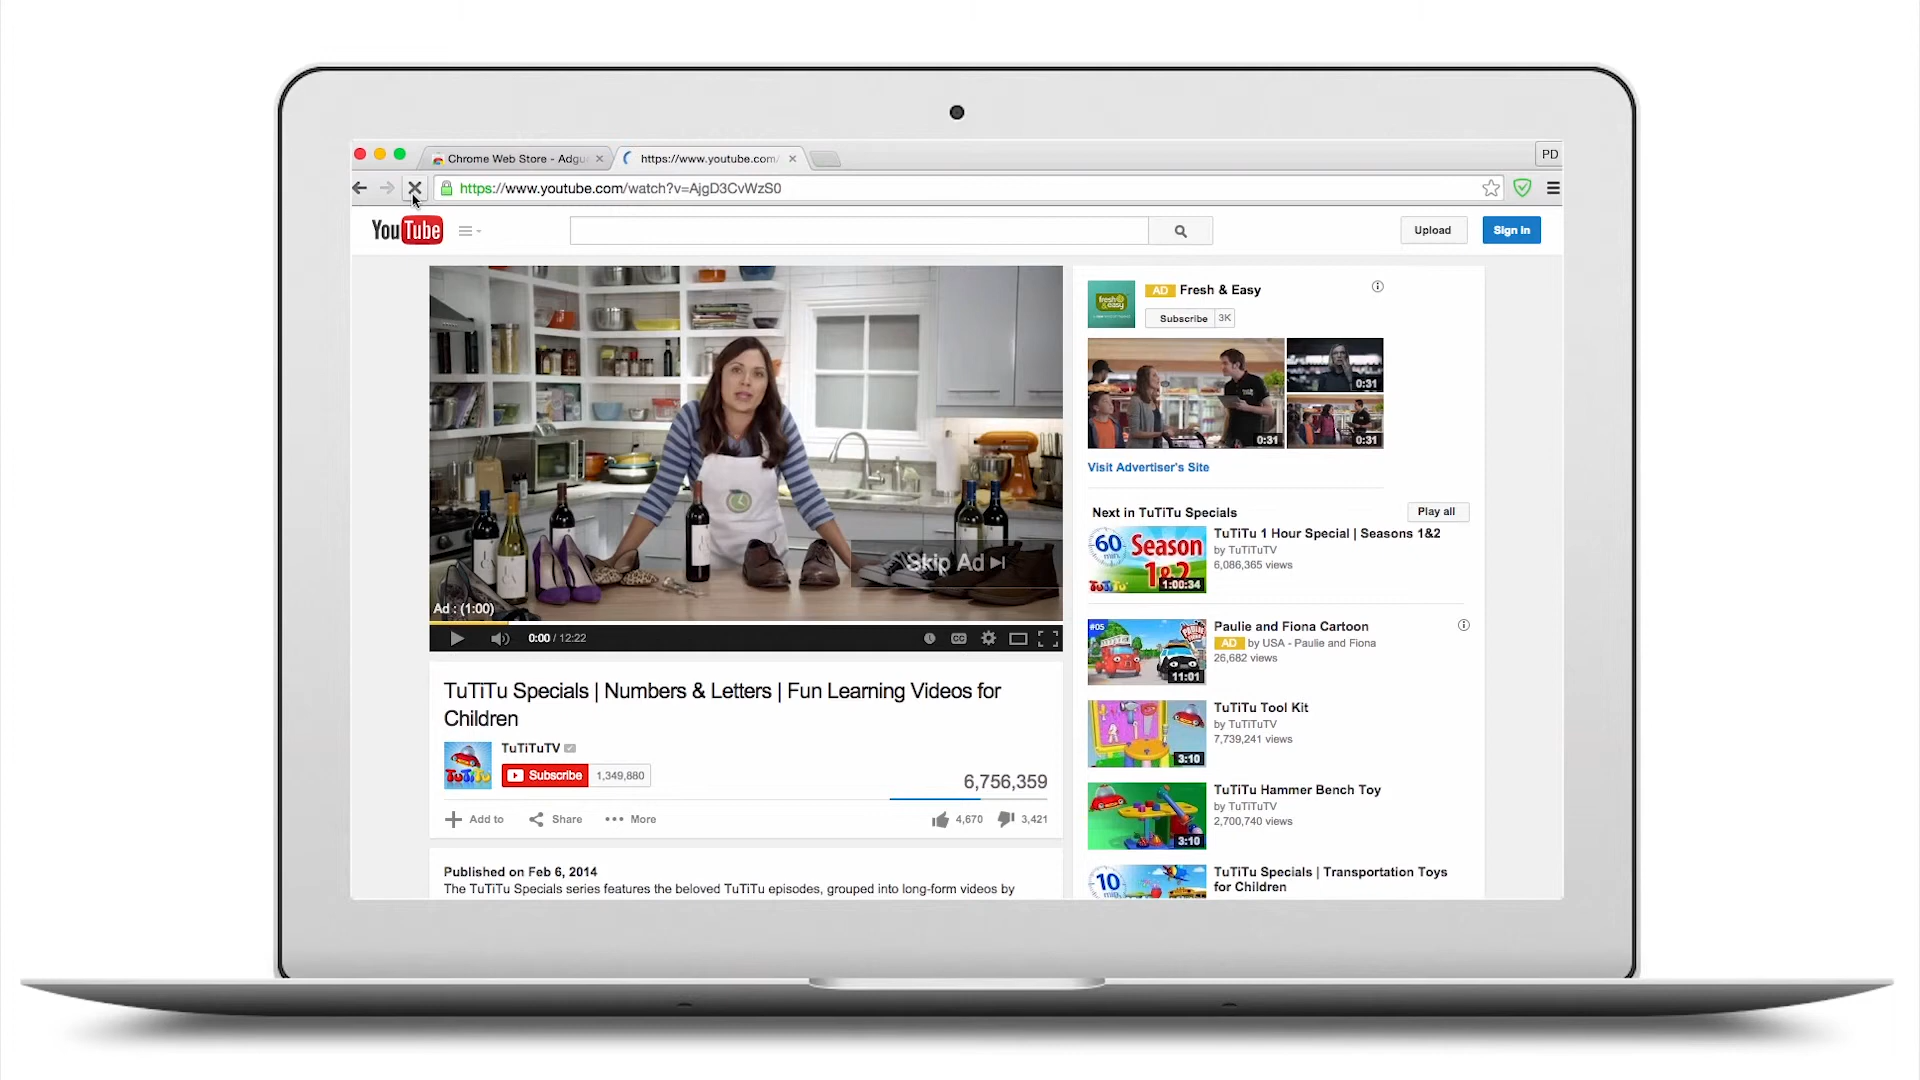 PD
Chrome Web Store - Adgu
https://www.youtube.com/
https://www.youtube.com/watch?v=AjgD3CvWzS0
YouTube
Upload
Sign In
Skip Ad
Ad : (1:00)
0:00 / 12:22
CC
TuTiTu Specials | Numbers & Letters | Fun Learning Videos for
Children
TuTiTu
TuTiTuTV
Subscribe 1,349,880
6,756,359
Add to Share More 4,670 3,421
Published on Feb 6, 2014
The TuTiTu Specials series features the beloved TuTiTu episodes, grouped into long-form videos by
fresh & easy
AD Fresh & Easy
Subscribe 3K
0:31
0:31
0:31
Visit Advertiser's Site
Next in TuTiTu Specials
Play all
60 min. Season 1&2
TuTiTu
1:00:34
TuTiTu 1 Hour Special | Seasons 1&2
by TuTiTuTV
6,086,365 views
#05
11:01
Paulie and Fiona Cartoon
AD by USA - Paulie and Fiona
26,682 views
3:10
TuTiTu Tool Kit
by TuTiTuTV
7,739,241 views
3:10
TuTiTu Hammer Bench Toy
by TuTiTuTV
2,700,740 views
10 min.
TuTiTu Specials | Transportation Toys
for Children